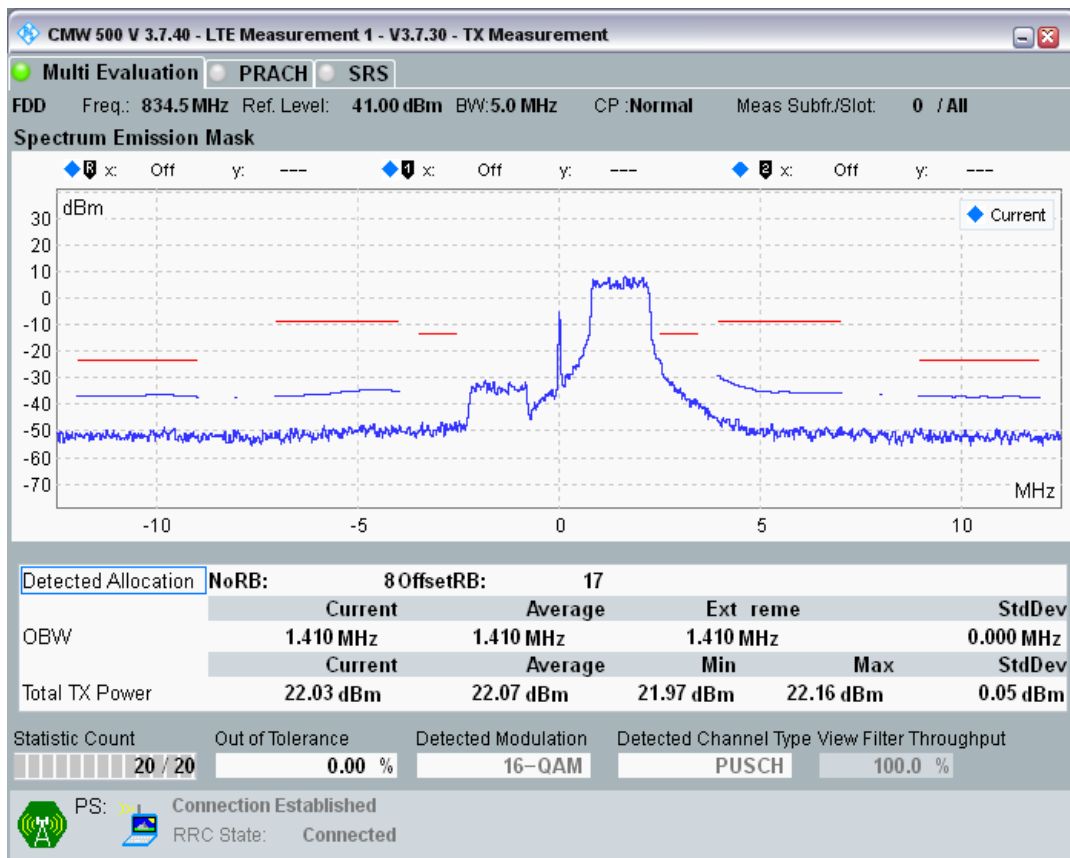 CMW 500 V 3.7.40 - LTE Measurement 1 - V3.7.30 - TX Measurement
Multi Evaluation PRACH SRS
FDD Freq.: 834.5 MHz Ref. Level: 41.00 dBm BW:5.0 MHz CP :Normal Meas Subfr./Slot: 0 / All
Spectrum Emission Mask
R x: Off y: --- 1 x: Off y: --- 2 x: Off y: ---
dBm
Current
30
20
10
0
-10
-20
-30
-40
-50
-60
-70
MHz
-10 -5 0 5 10
Detected Allocation NoRB: 8 OffsetRB: 17
Current Average Ext reme StdDev
OBW 1.410 MHz 1.410 MHz 1.410 MHz 0.000 MHz
Current Average Min Max StdDev
Total TX Power 22.03 dBm 22.07 dBm 21.97 dBm 22.16 dBm 0.05 dBm
Statistic Count Out of Tolerance Detected Modulation Detected Channel Type View Filter Throughput
20 / 20 0.00 % 16-QAM PUSCH 100.0 %
PS: Connection Established
RRC State: Connected